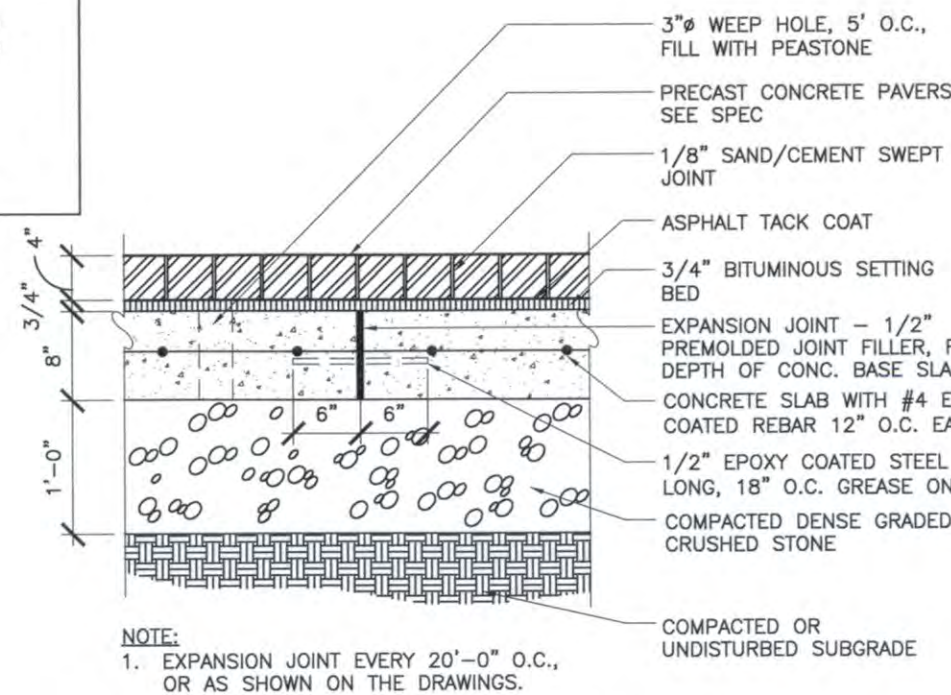 3"ø WEEP HOLE, 5' O.C.,
FILL WITH PEASTONE
PRECAST CONCRETE PAVERS
SEE SPEC
1/8" SAND/CEMENT SWEPT
JOINT
ASPHALT TACK COAT
3/4" BITUMINOUS SETTING
BED
EXPANSION JOINT – 1/2"
PREMOLDED JOINT FILLER,
DEPTH OF CONC. BASE
CONCRETE SLAB WITH #4
COATED REBAR 12" O.C.
1/2" EPOXY COATED STEEL
LONG, 18" O.C. GREASE
COMPACTED DENSE GRADED
CRUSHED STONE
COMPACTED OR
UNDISTURBED SUBGRADE
4"
3/4"
8"
1'-0"
6" 6"
NOTE:
1. EXPANSION JOINT EVERY 20'-0" O.C.,
OR AS SHOWN ON THE DRAWINGS.